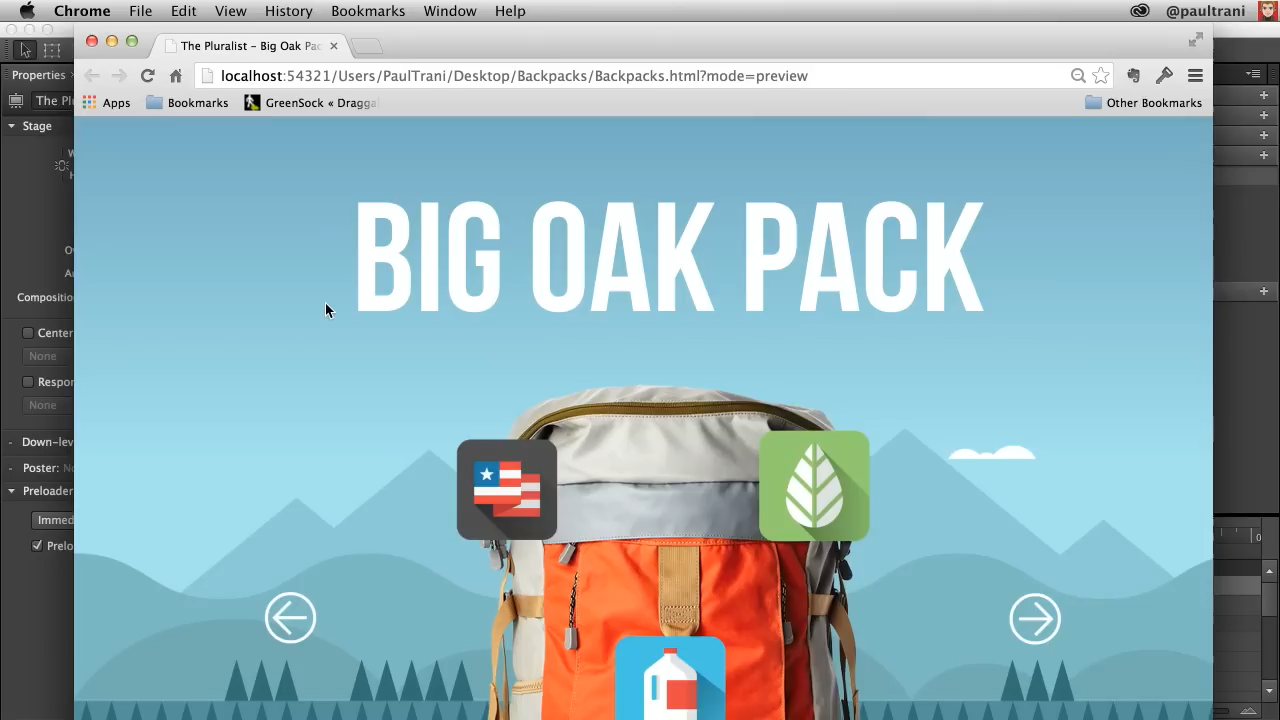 Chrome File Edit View History Bookmarks Window Help @paultrani
The Pluralist – Big Oak Pac
Properties
localhost:54321/Users/PaulTrani/Desktop/Backpacks/Backpacks.html?mode=preview
The Pl
Apps Bookmarks GreenSock « Dragga Other Bookmarks
Stage
W
H
BIG OAK PACK
O
A
Compositio
Center
None
Respor
None
Down-lev
Poster: Nu
Preloader
Immed
Prelo
0